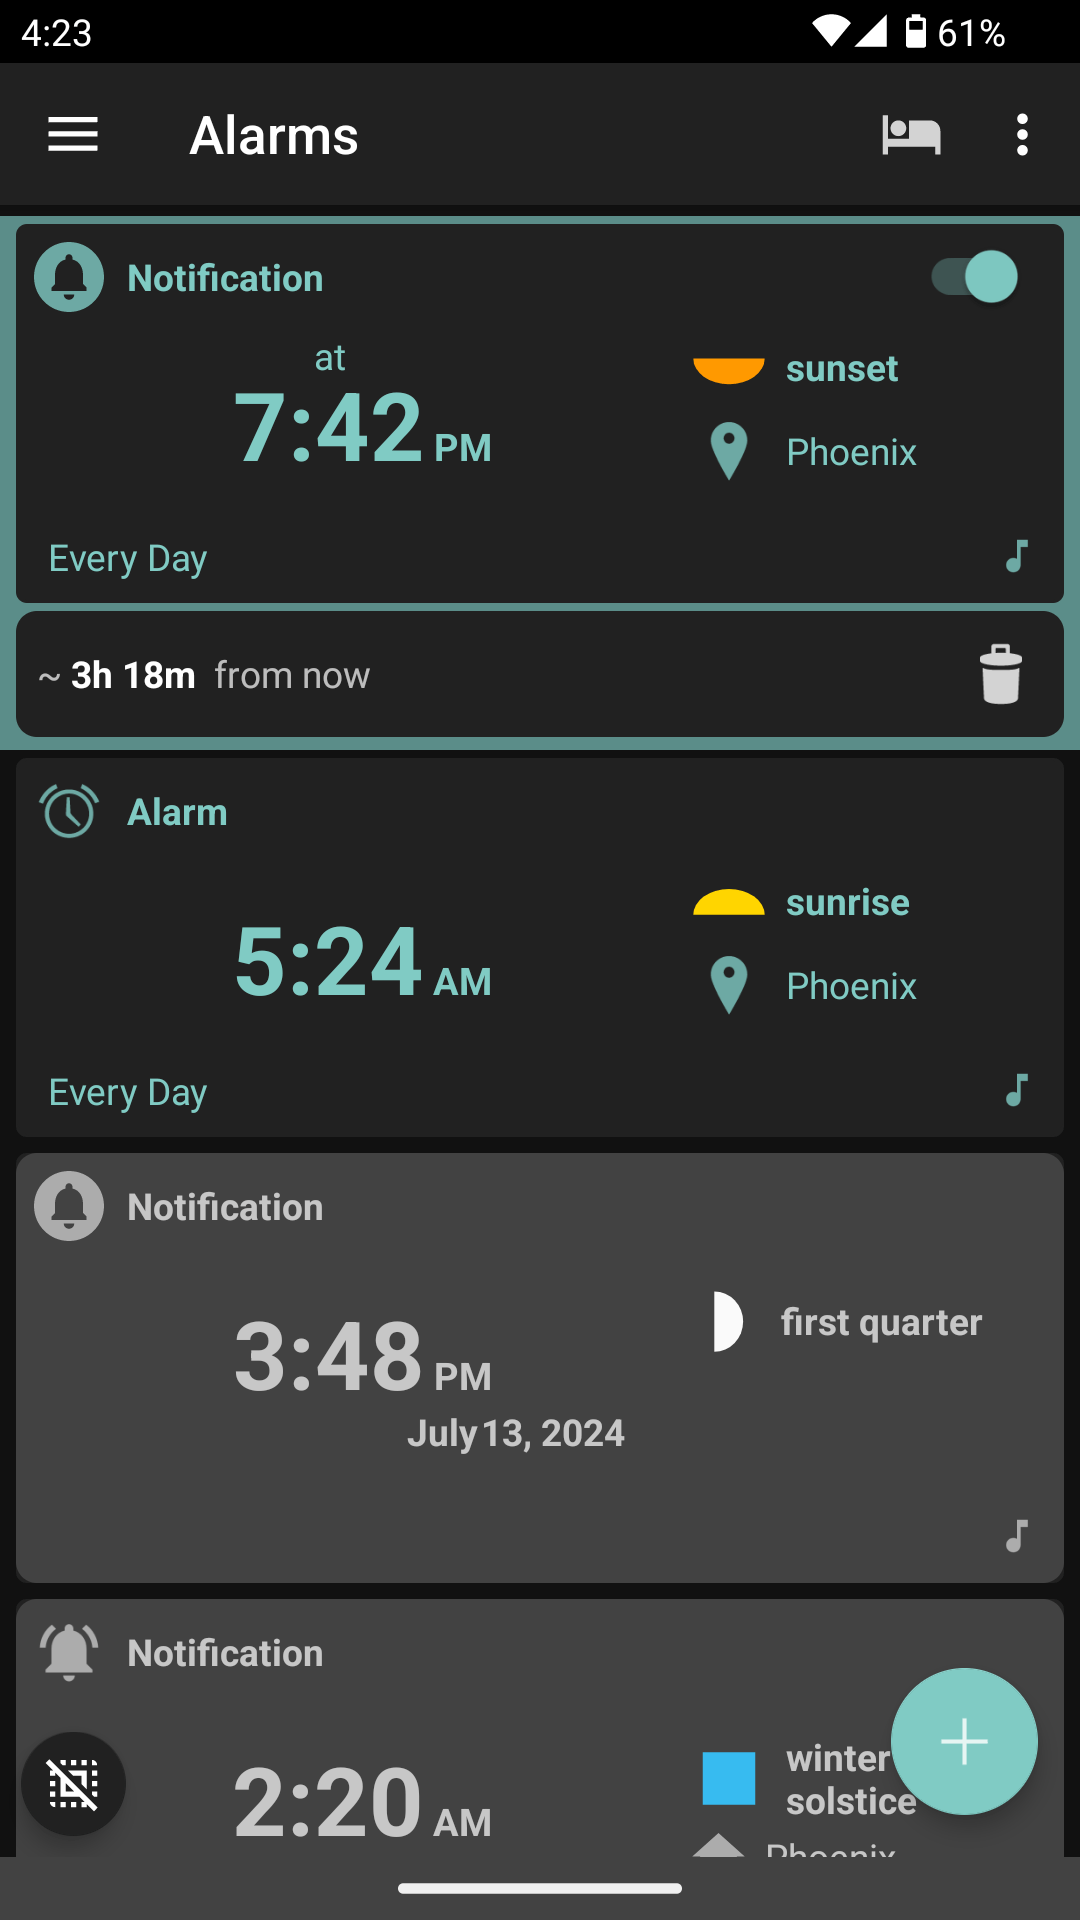 4:23
61%
Alarms
Notification
at
7:42 PM
sunset
Phoenix
Every Day
~ 3h 18m from now
Alarm
5:24 AM
sunrise
Phoenix
Every Day
Notification
3:48 PM
July 13, 2024
first quarter
Notification
2:20 AM
winter
solstice
Phoenix